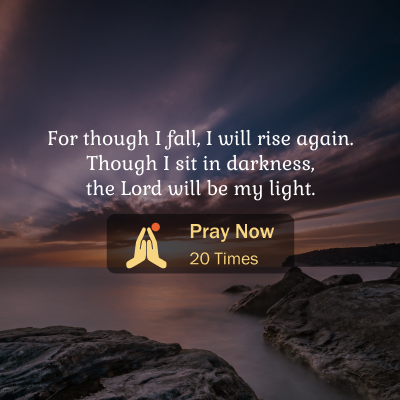 For though I fall, I will rise again.
Though I sit in darkness,
the Lord will be my light.
Pray Now
20 Times